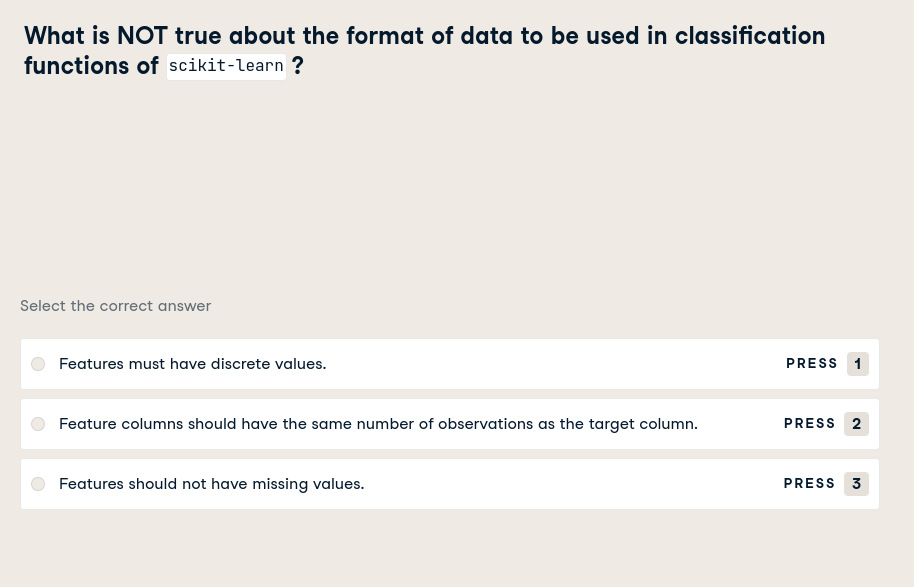 What is NOT true about the format of data to be used in classification
functions of scikit-learn ?
Select the correct answer
Features must have discrete values. PRESS 1
Feature columns should have the same number of observations as the target column. PRESS 2
Features should not have missing values. PRESS 3